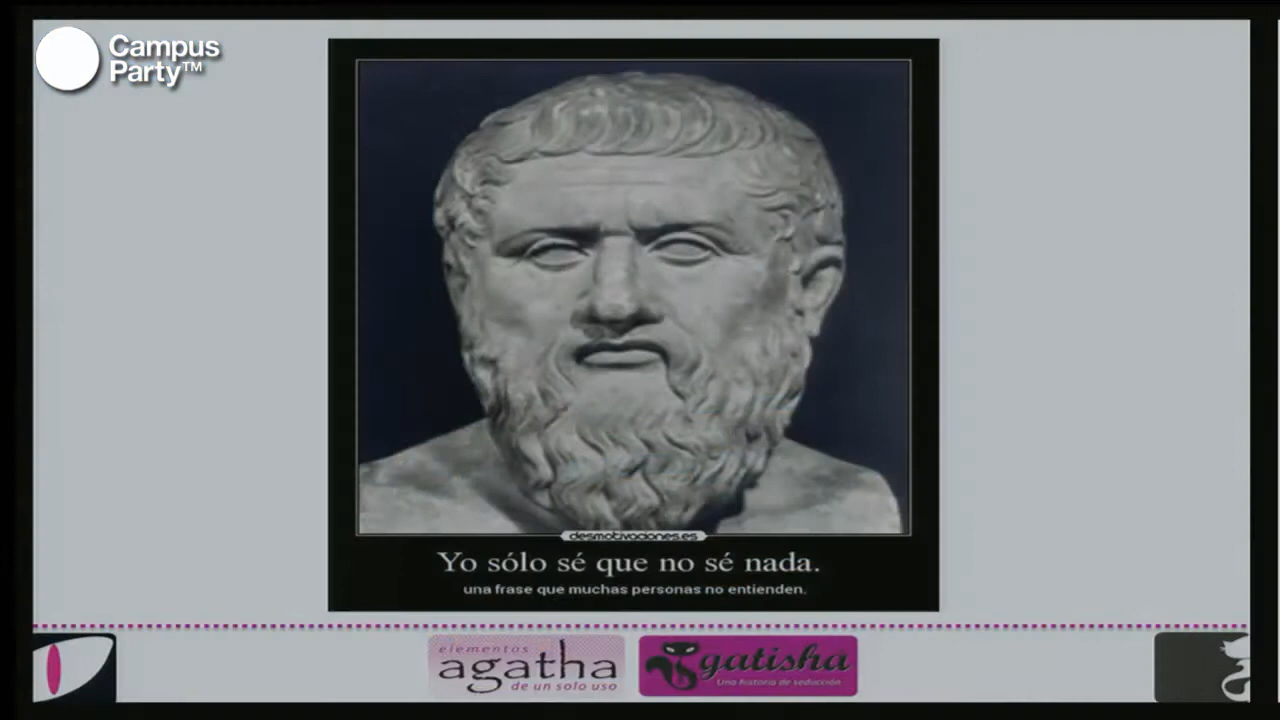 Campus
Party™
desmotivaciones.es
Yo sólo sé que no sé nada.
una frase que muchas personas no entienden.
elementos
agatha
de un solo uso
gatisha
Una historia de seducción